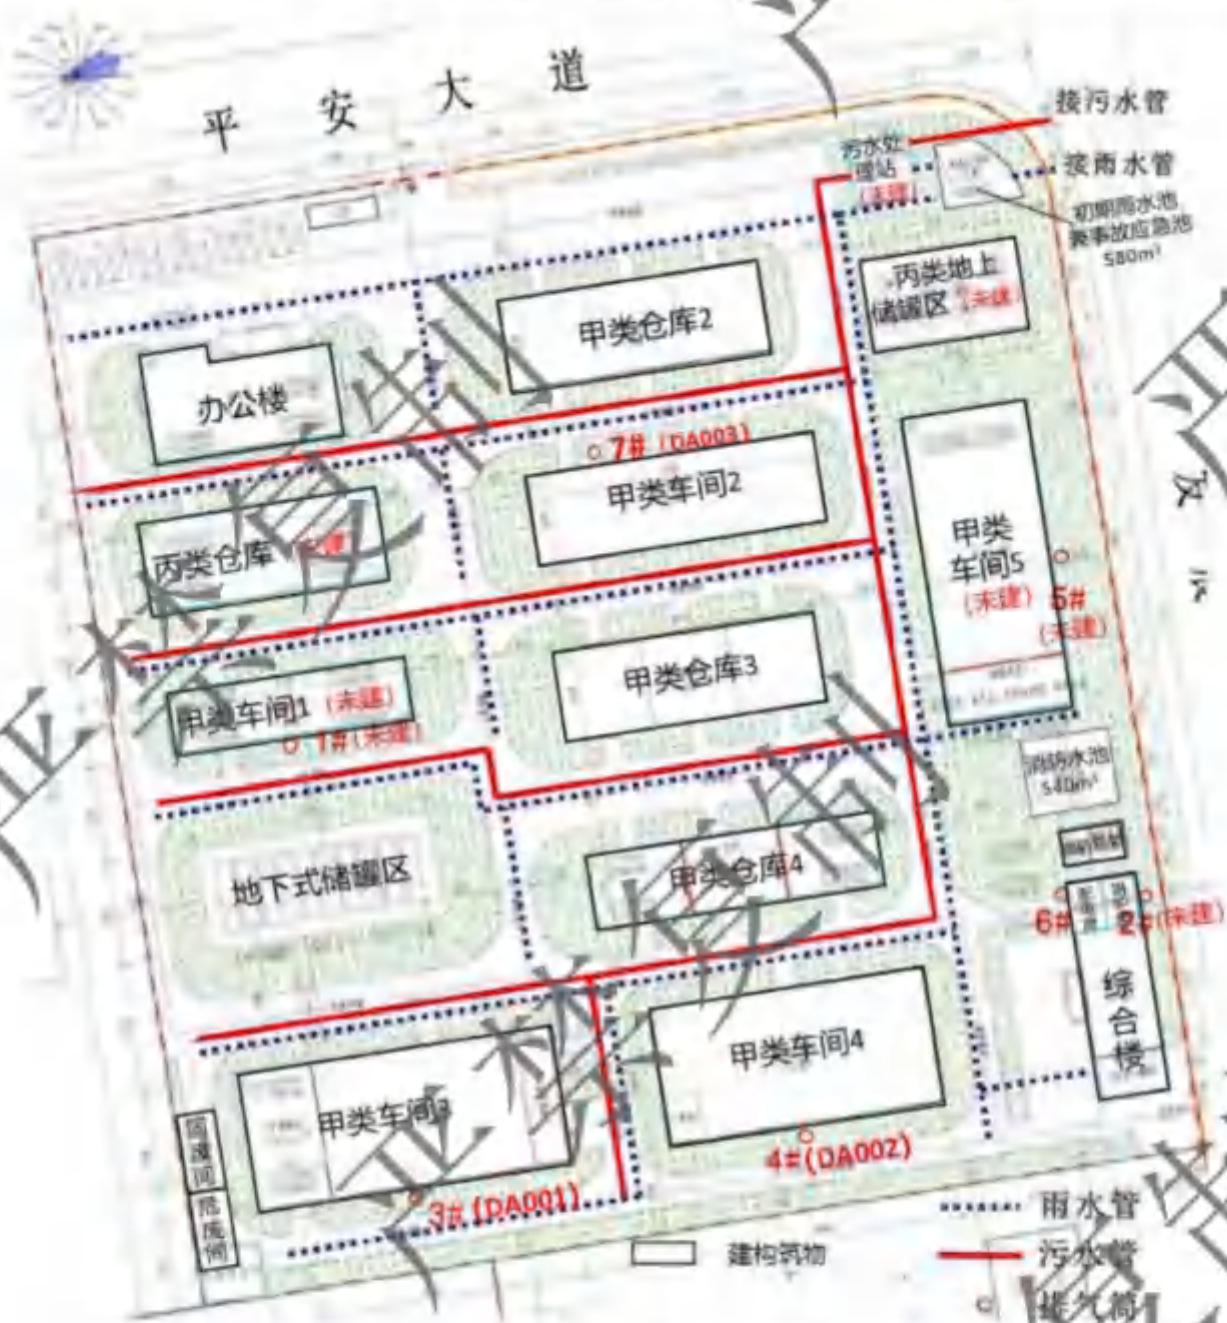 平安大道
接污水管
污水处
理站
(未建)
接雨水管
初期雨水池
兼事故应急池
580m³
丙类地上
储罐区 (未建)
甲类仓库2
办公楼
7# (DA003)
甲类车间2
丙类仓库
甲类
车间5
(未建)
5#
(未建)
甲类仓库3
甲类车间1 (未建)
1#(未建)
消防水池
540m³
地下式储罐区
甲类仓库4
6#
2#(未建)
综合楼
甲类车间4
甲类车间3
4#(DA002)
3# (DA001)
危废间
雨水管
建构筑物
污水管
排气筒